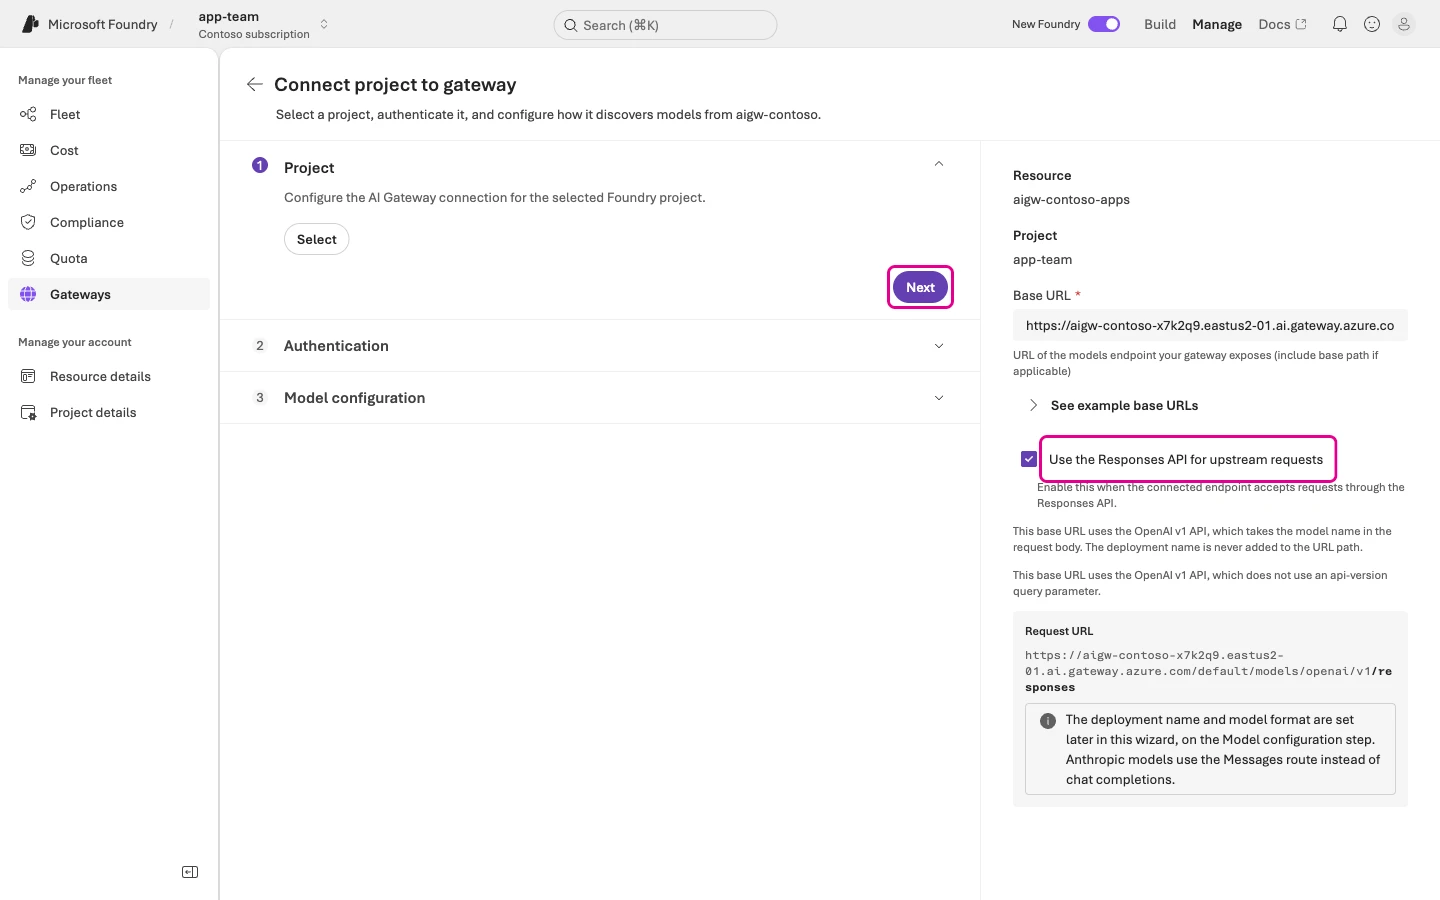 Microsoft Foundry
/
app-team
Contoso subscription
Search (⌘K)
New Foundry
Build
Manage
Docs
Manage your fleet
Fleet
Cost
Operations
Compliance
Quota
Gateways
Manage your account
Resource details
Project details
Connect project to gateway
Select a project, authenticate it, and configure how it discovers models from aigw-contoso.
1
Project
Configure the AI Gateway connection for the selected Foundry project.
Select
Next
2
Authentication
3
Model configuration
Resource
aigw-contoso-apps
Project
app-team
Base URL *
https://aigw-contoso-x7k2q9.eastus2-01.ai.gateway.azure.co
URL of the models endpoint your gateway exposes (include base path if
applicable)
See example base URLs
Use the Responses API for upstream requests
Enable this when the connected endpoint accepts requests through the
Responses API.
This base URL uses the OpenAI v1 API, which takes the model name in the
request body. The deployment name is never added to the URL path.
This base URL uses the OpenAI v1 API, which does not use an api-version
query parameter.
Request URL
https://aigw-contoso-x7k2q9.eastus2-
01.ai.gateway.azure.com/default/models/openai/v1/re
sponses
The deployment name and model format are set
later in this wizard, on the Model configuration step.
Anthropic models use the Messages route instead of
chat completions.